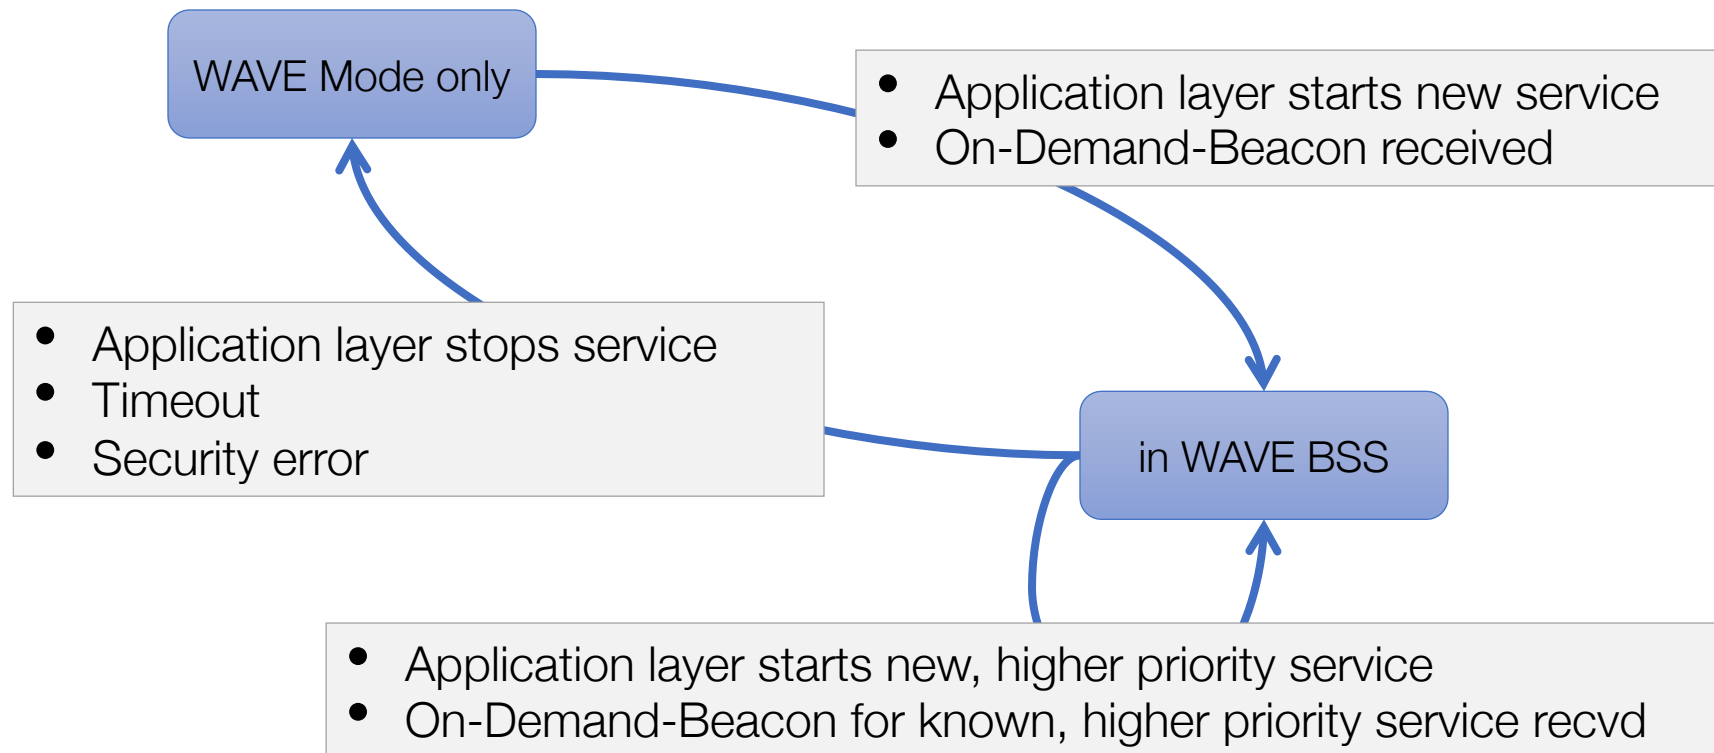 WAVE Mode only
• Application layer starts new service
• On-Demand-Beacon received
• Application layer stops service
• Timeout
• Security error
in WAVE BSS
• Application layer starts new, higher priority service
• On-Demand-Beacon for known, higher priority service recvd